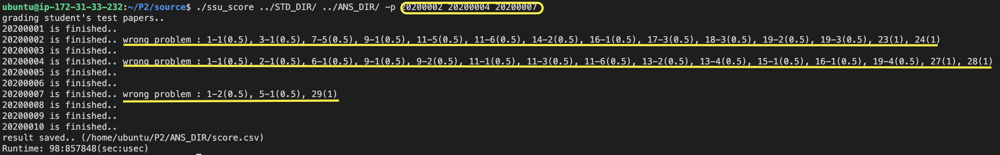 ubuntu@ip-172-31-33-232:~/P2/source$ ./ssu_score ../STD_DIR/ ../ANS_DIR/ -p 20200002 20200004 20200007
grading student's test papers..
20200001 is finished..
20200002 is finished.. wrong problem : 1-1(0.5), 3-1(0.5), 7-5(0.5), 9-1(0.5), 11-5(0.5), 11-6(0.5), 14-2(0.5), 16-1(0.5), 17-3(0.5), 18-3(0.5), 19-2(0.5), 19-3(0.5), 23(1), 24(1)
20200003 is finished..
20200004 is finished.. wrong problem : 1-1(0.5), 2-1(0.5), 6-1(0.5), 9-1(0.5), 9-2(0.5), 11-1(0.5), 11-3(0.5), 11-6(0.5), 13-2(0.5), 13-4(0.5), 15-1(0.5), 16-1(0.5), 19-4(0.5), 27(1), 28(1)
20200005 is finished..
20200006 is finished..
20200007 is finished.. wrong problem : 1-2(0.5), 5-1(0.5), 29(1)
20200008 is finished..
20200009 is finished..
20200010 is finished..
result saved.. (/home/ubuntu/P2/ANS_DIR/score.csv)
Runtime: 98:857848(sec:usec)